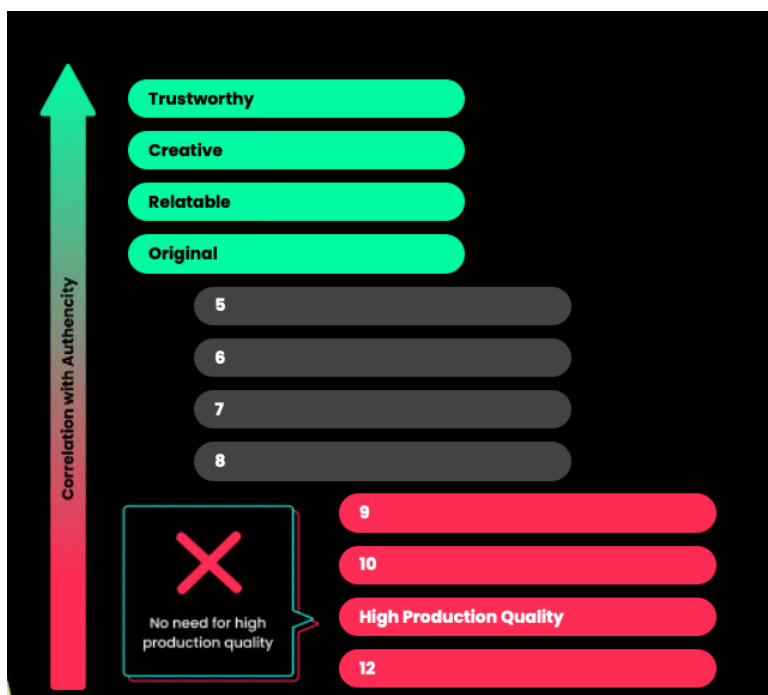 Trustworthy
Creative
Relatable
Original
5
6
7
8
9
10
High Production Quality
12
Correlation with Authencity
No need for high
production quality